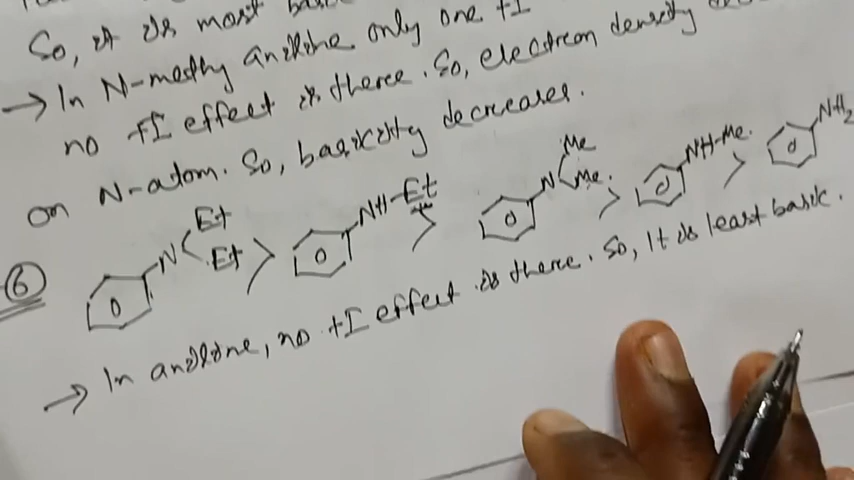 So, it is most
→ In N-methy aniline only one +I
no +I effect is there. So, electron density
on N-atom. So, basicity decreases.
⑥ N Et Et > NH-Et > N Me Me. > NH-Me. > NH2
→ In aniline, no +I effect is there. So, It is least basic.